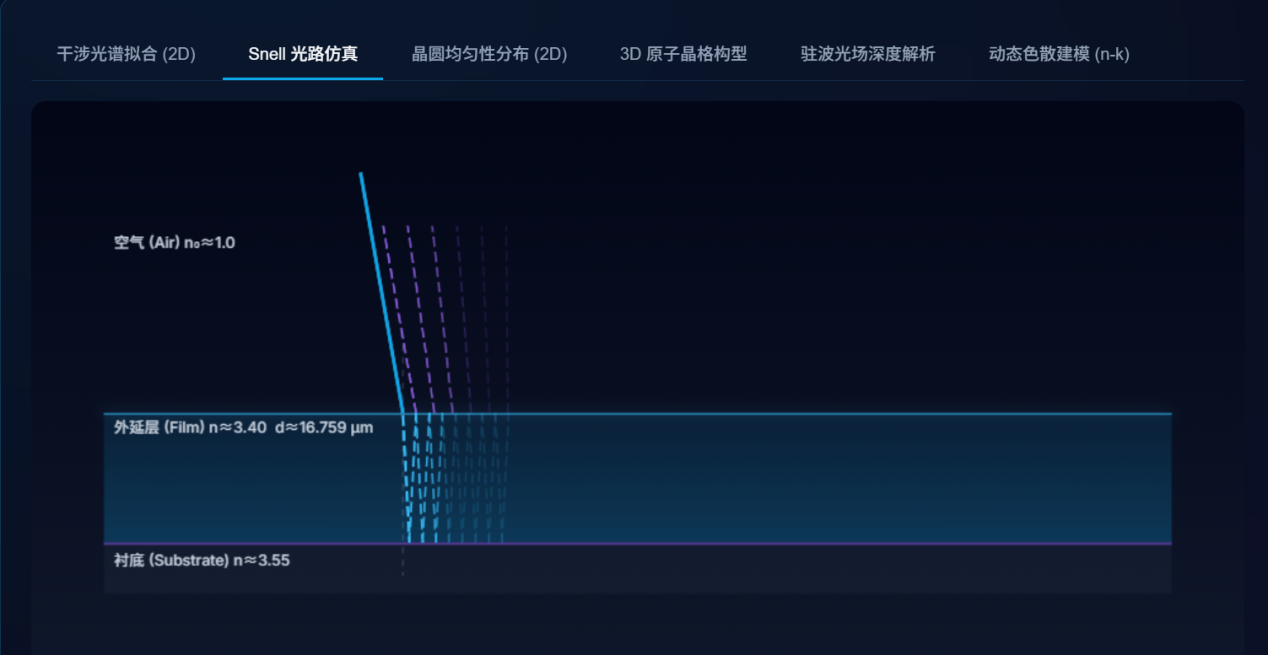 干涉光谱拟合 (2D) Snell 光路仿真 晶圆均匀性分布 (2D) 3D 原子晶格构型 驻波光场深度解析 动态色散建模 (n-k)
空气 (Air) n₀≈1.0
外延层 (Film) n≈3.40 d≈16.759 μm
衬底 (Substrate) n≈3.55